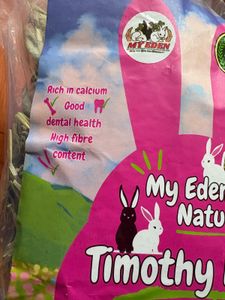 MY EDEN
Rich in calcium
Good
dental health
High fibre
content
My Eden
Natu
Timothy